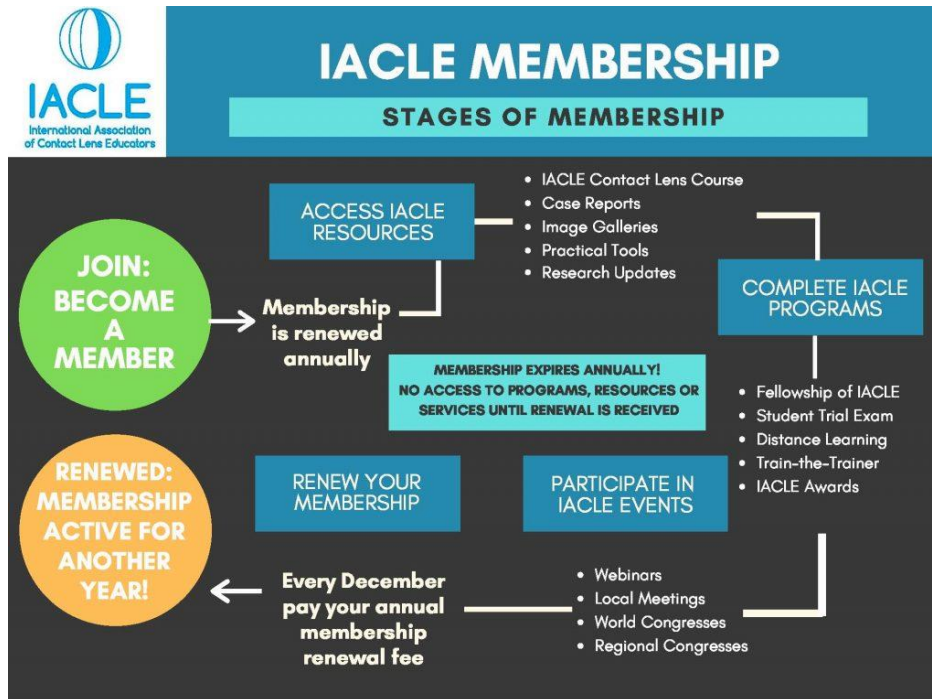 IACLE
International Association
of Contact Lens Educators
IACLE MEMBERSHIP
STAGES OF MEMBERSHIP
JOIN:
BECOME
A
MEMBER
Membership
is renewed
annually
ACCESS IACLE
RESOURCES
• IACLE Contact Lens Course
• Case Reports
• Image Galleries
• Practical Tools
• Research Updates
COMPLETE IACLE
PROGRAMS
MEMBERSHIP EXPIRES ANNUALLY!
NO ACCESS TO PROGRAMS, RESOURCES OR
SERVICES UNTIL RENEWAL IS RECEIVED
• Fellowship of IACLE
• Student Trial Exam
• Distance Learning
• Train-the-Trainer
• IACLE Awards
PARTICIPATE IN
IACLE EVENTS
• Webinars
• Local Meetings
• World Congresses
• Regional Congresses
RENEW YOUR
MEMBERSHIP
Every December
pay your annual
membership
renewal fee
RENEWED:
MEMBERSHIP
ACTIVE FOR
ANOTHER
YEAR!